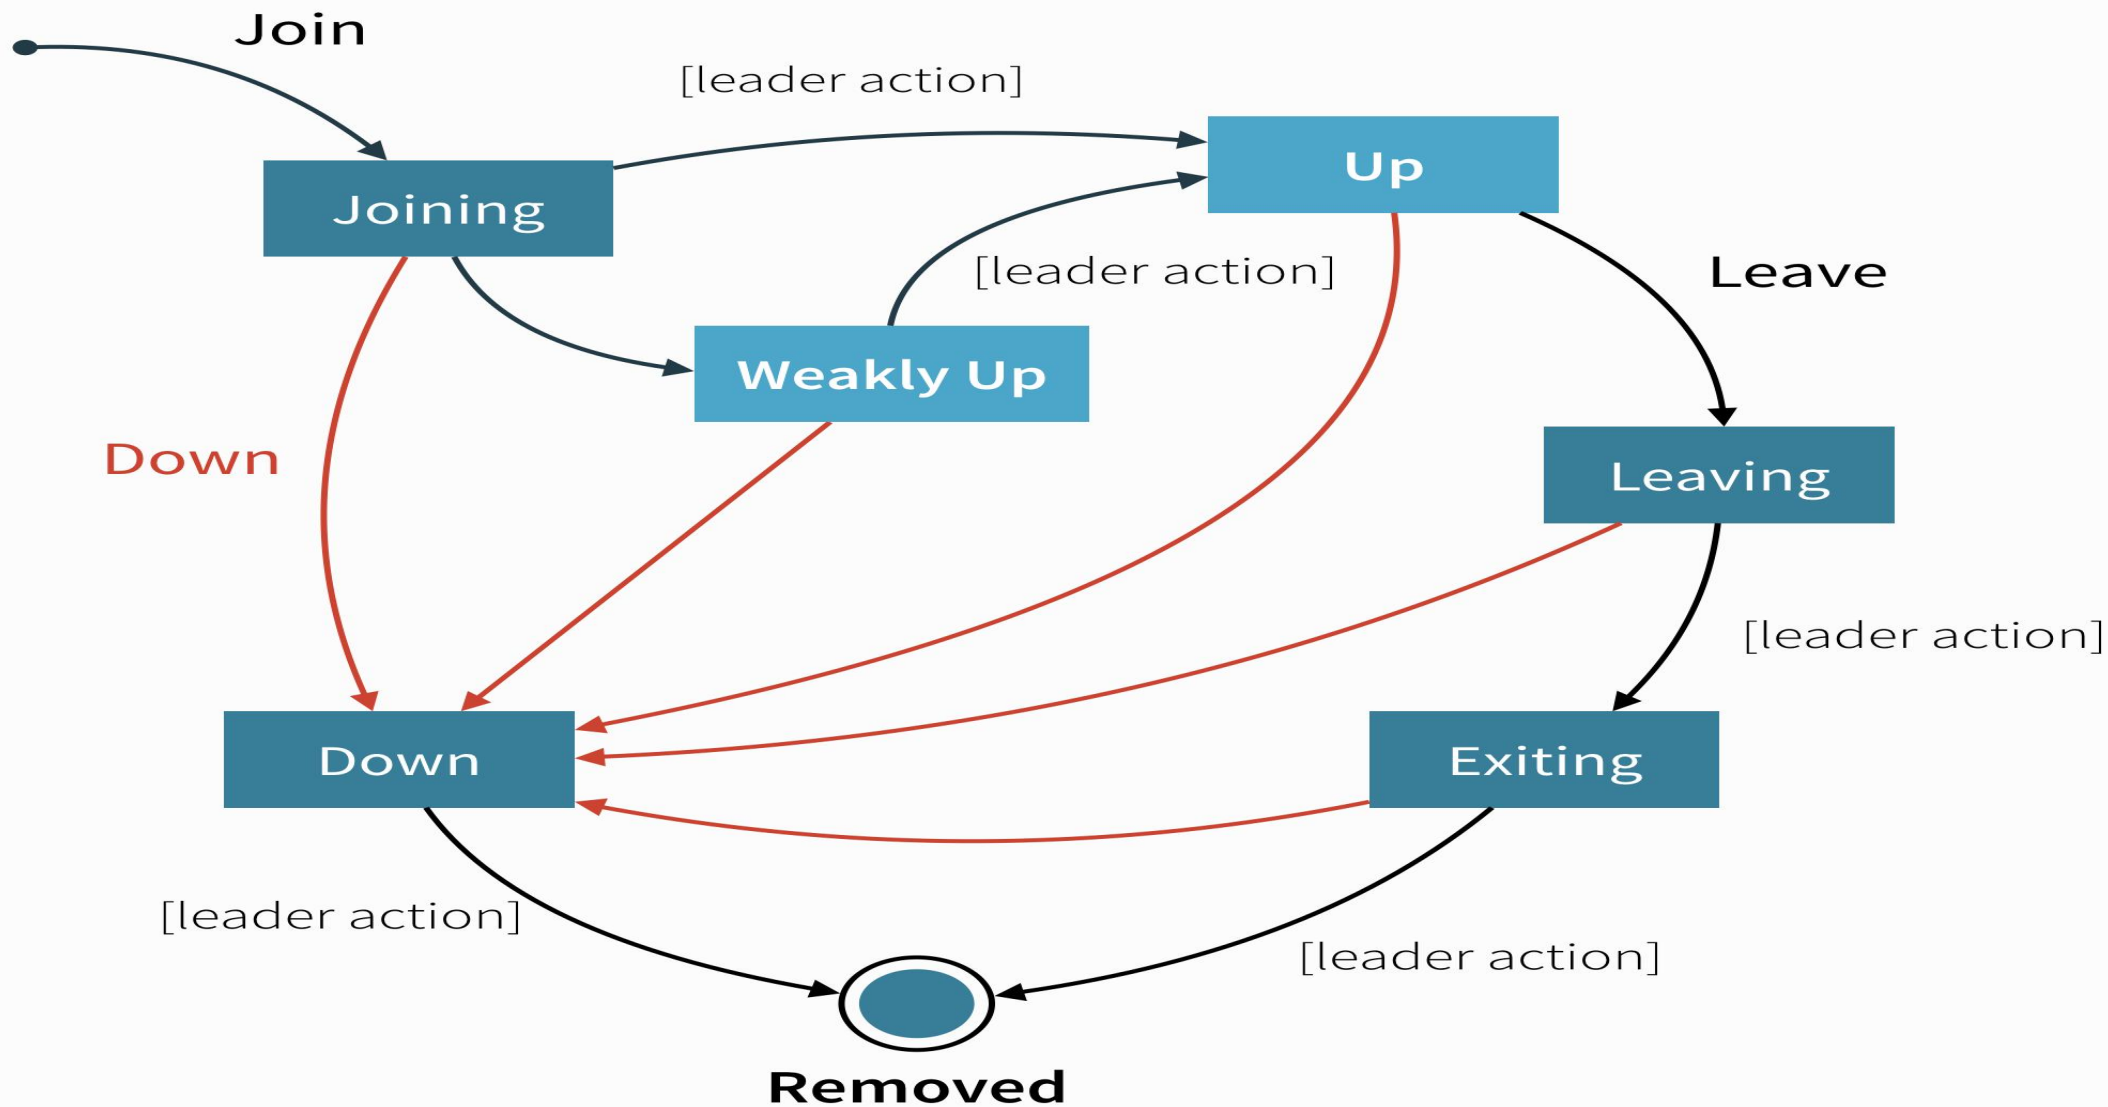 Join
[leader action]
Up
Joining
[leader action]
Leave
Weakly Up
Down
Leaving
[leader action]
Down
Exiting
[leader action]
[leader action]
Removed